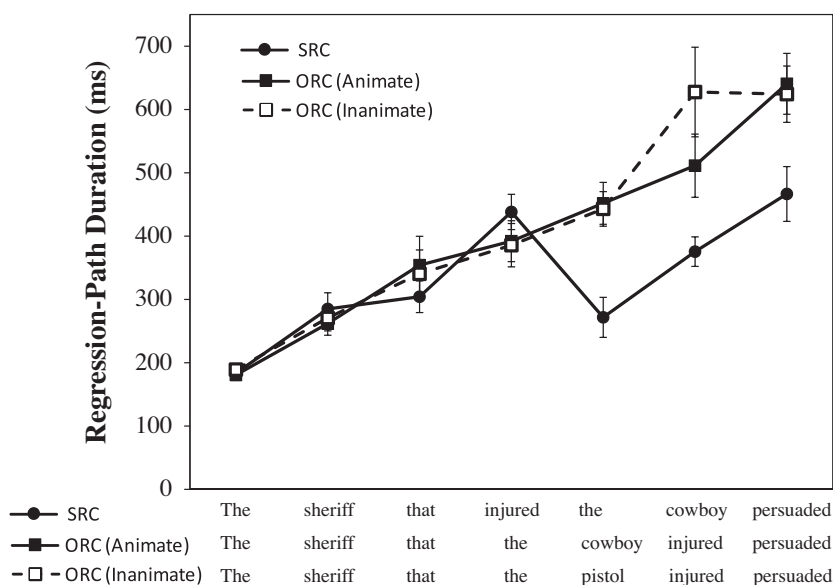 Regression-Path Duration (ms)
700
600
500
400
300
200
100
0
SRC
ORC (Animate)
ORC (Inanimate)
SRC The sheriff that injured the cowboy persuaded
ORC (Animate) The sheriff that the cowboy injured persuaded
ORC (Inanimate) The sheriff that the pistol injured persuaded